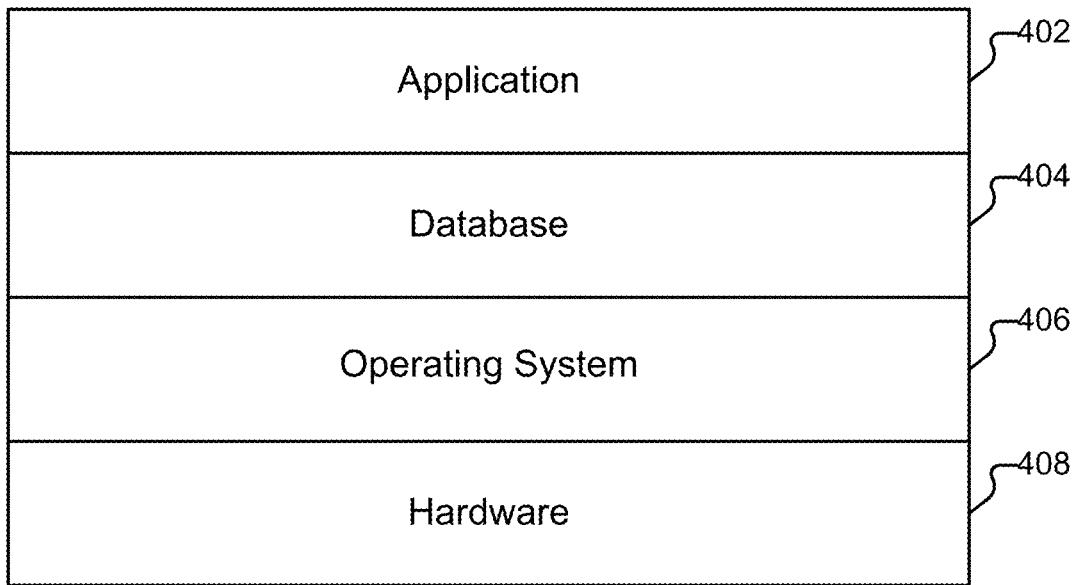 402
Application
404
Database
406
Operating System
408
Hardware